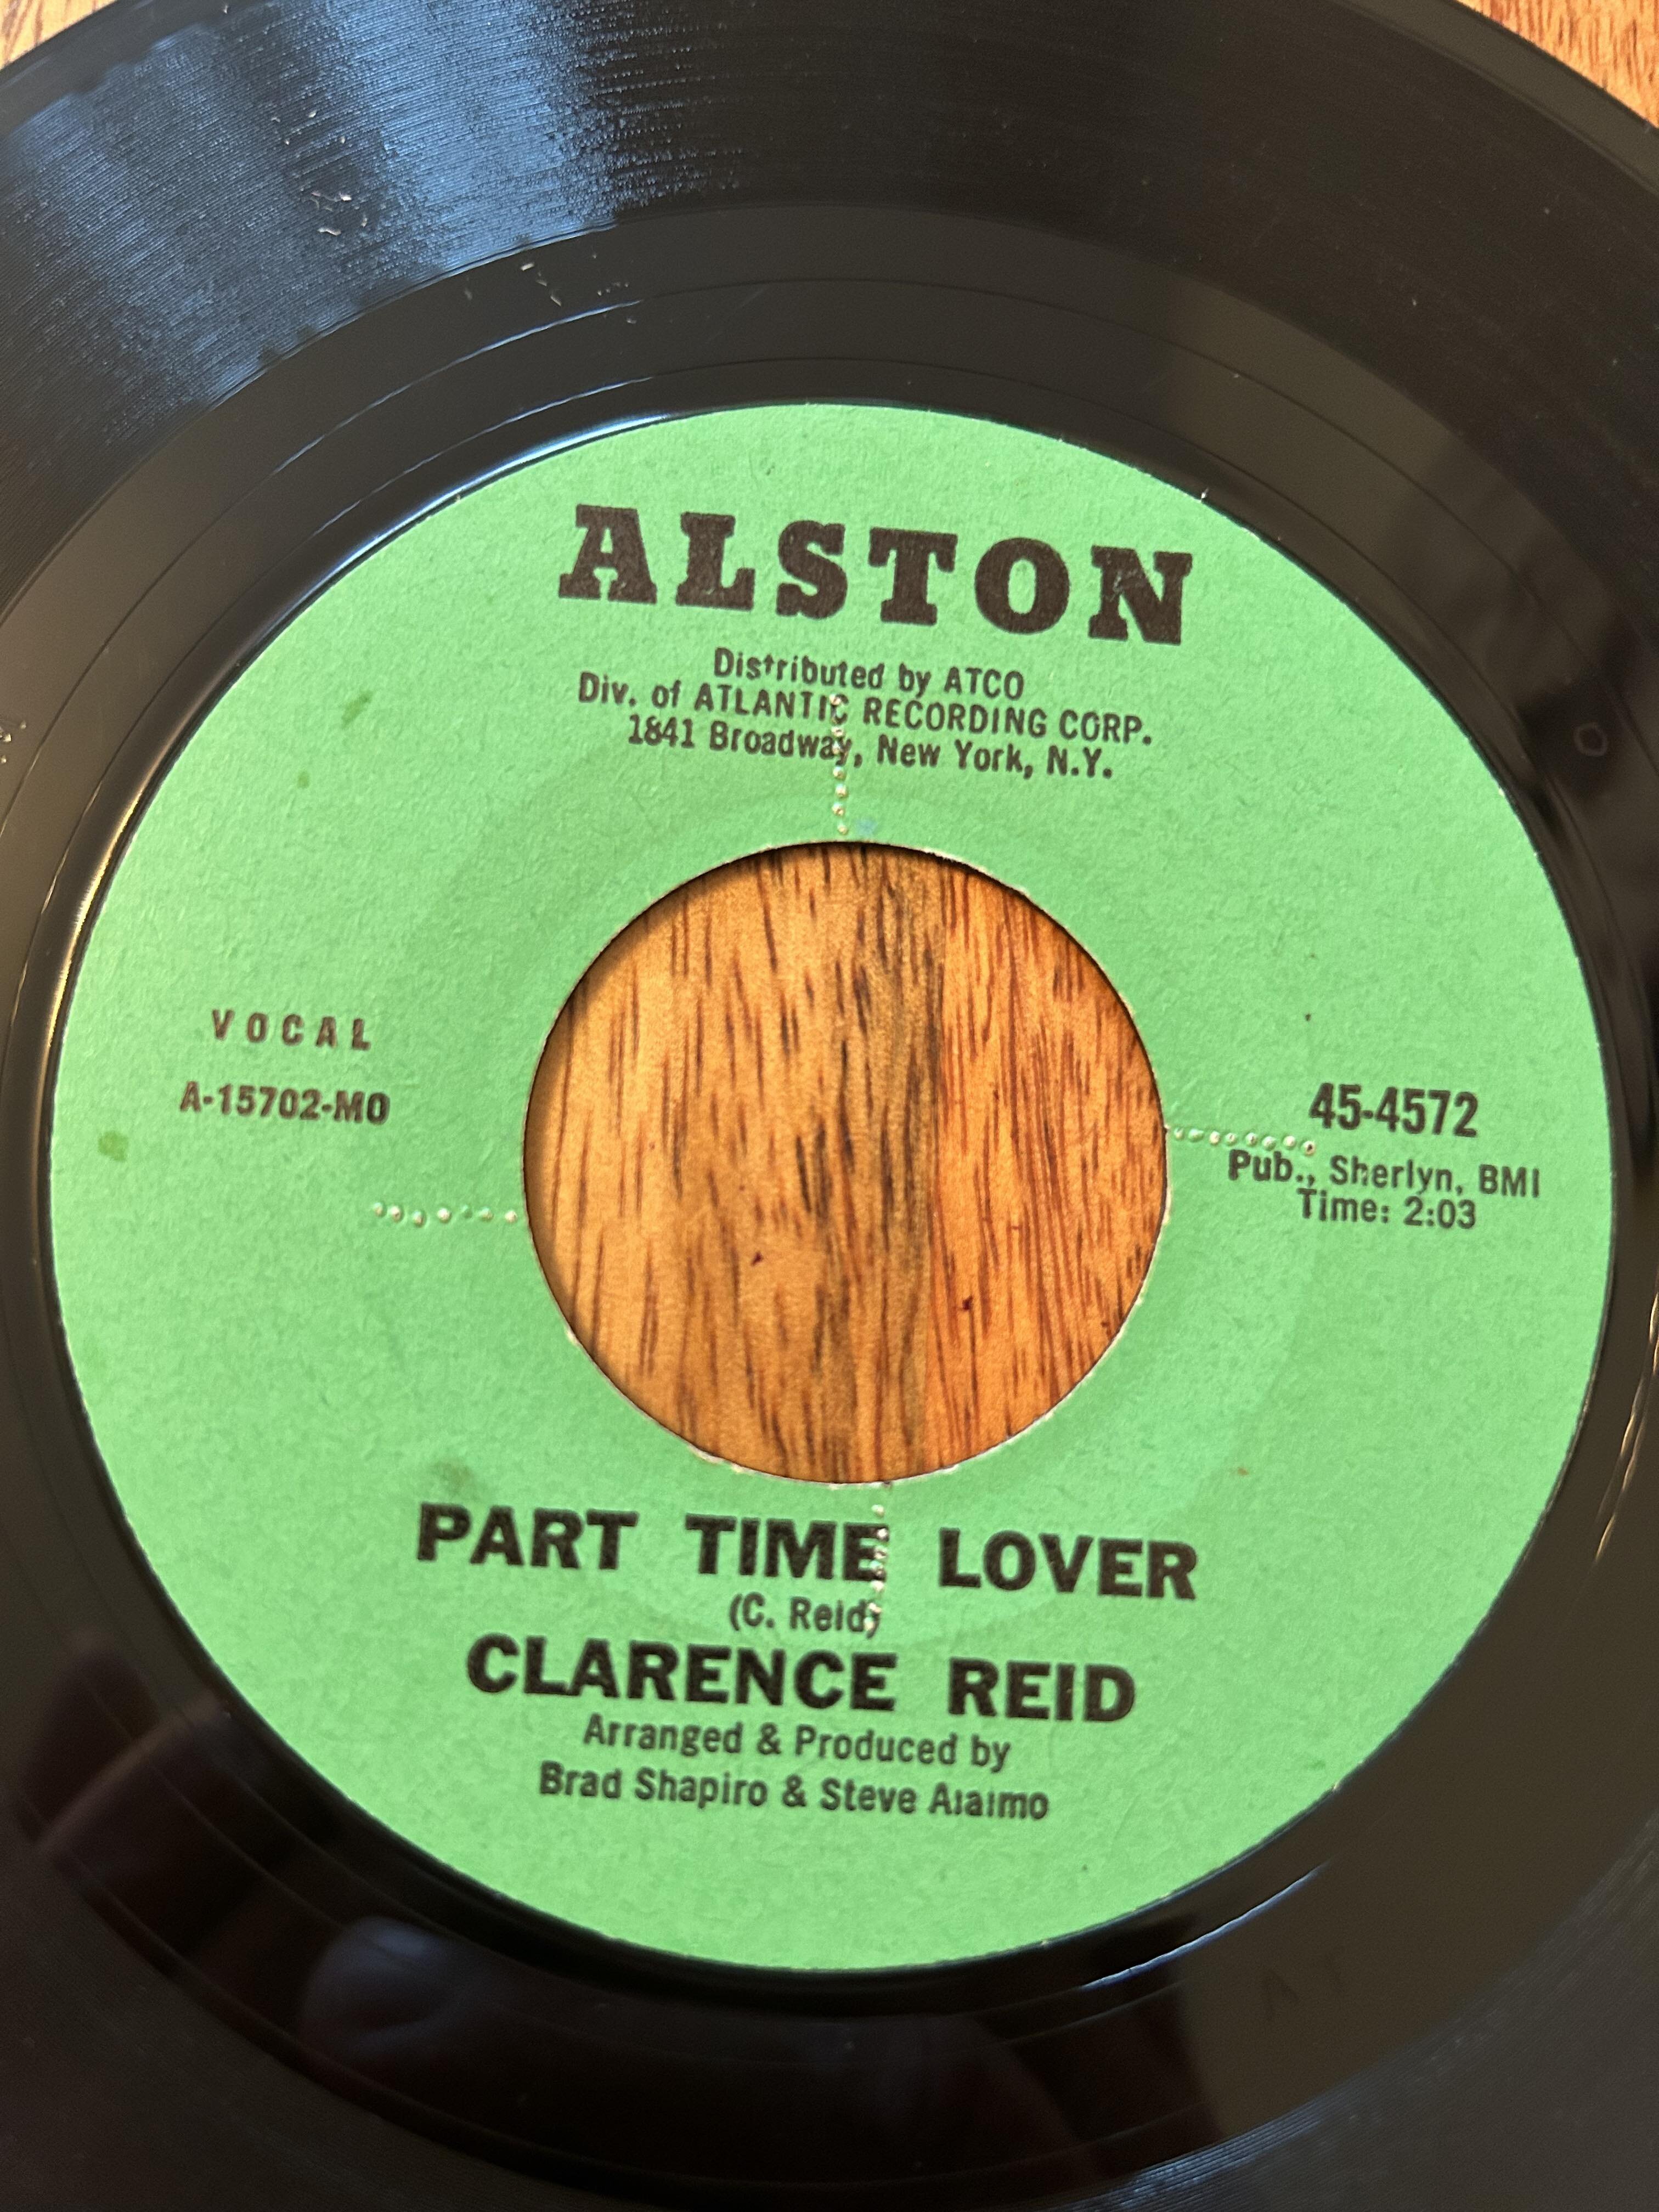 ALSTON
Distributed by ATCO
Div. of ATLANTIC RECORDING CORP.
1841 Broadway, New York, N.Y.
VOCAL
A-15702-MO
45-4572
Pub., Sherlyn, BMI
Time: 2:03
PART TIME LOVER
(C. Reid)
CLARENCE REID
Arranged & Produced by
Brad Shapiro & Steve Alaimo